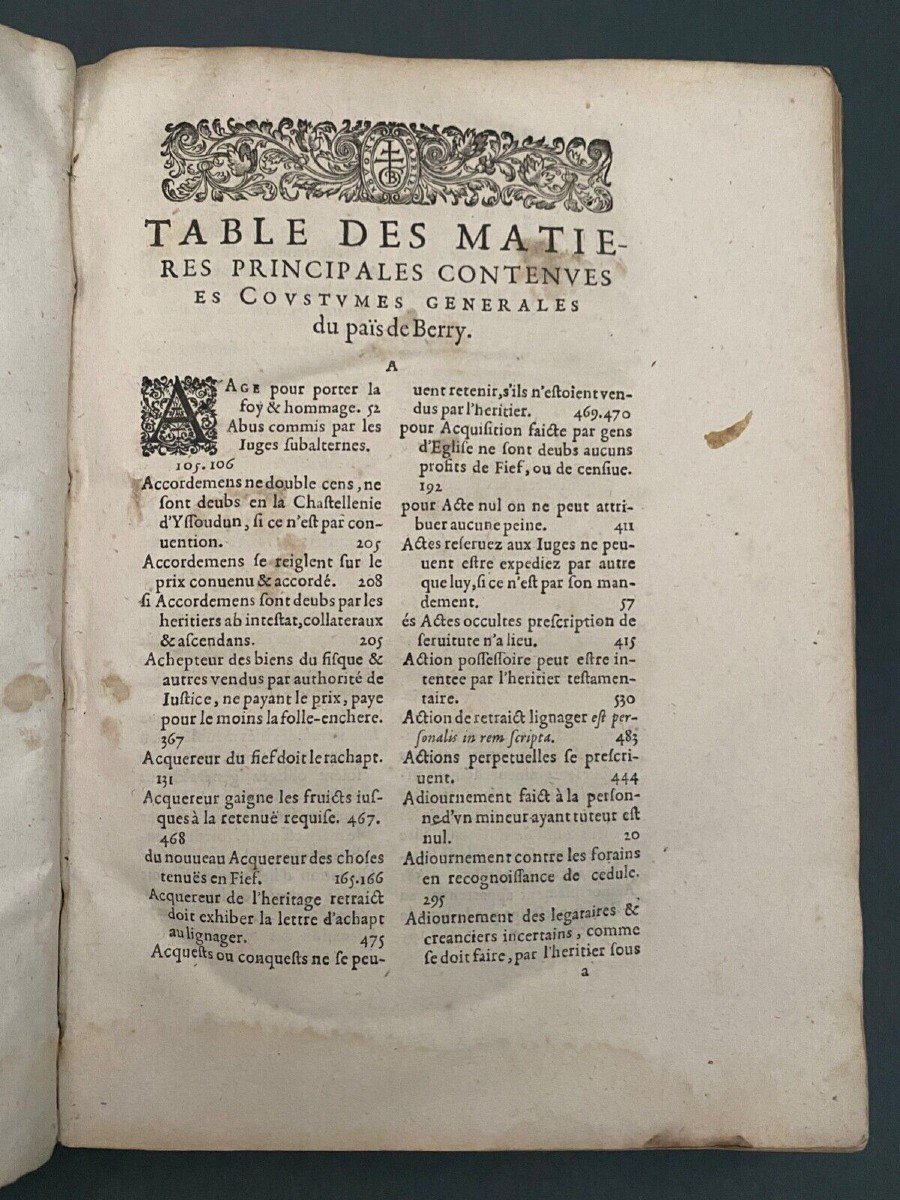 TABLE DES MATIE-
RES PRINCIPALES CONTENVES
ES COVSTVMES GENERALES
du païs de Berry.
A
AAGE pour porter la
foy & hommage. 52
Abus commis par les
Iuges ſubalternes.
105.106
Accordemens ne double cens, ne
ſont deubs en la Chaſtellenie
d'Yſſoudun, ſi ce n'eſt par con-
uention. 205
Accordemens ſe reiglent ſur le
prix conuenu & accordé. 208
ſi Accordemens ſont deubs par les
heritiers ab inteſtat, collateraux
& aſcendans. 205
Achepteur des biens du fiſque &
autres vendus par authorité de
Iuſtice, ne payant le prix, paye
pour le moins la folle-enchere.
367
Acquereur du fief doit le rachapt.
131
Acquereur gaigne les fruicts iuſ-
ques à la retenuë requiſe. 467.
468
du nouueau Acquereur des choſes
tenuës en Fief. 165.166
Acquereur de l'heritage retraict
doit exhiber la lettre d'achapt
au lignager. 475
Acqueſts ou conqueſts ne ſe peu-
uent retenir, s'ils n'eſtoient ven-
dus par l'heritier. 469.470
pour Acquiſition faicte par gens
d'Egliſe ne ſont deubs aucuns
profits de Fief, ou de cenſiue.
192
pour Acte nul on ne peut attri-
buer aucune peine. 411
Actes reſeruez aux Iuges ne peu-
uent eſtre expediez par autre
que luy, ſi ce n'eſt par ſon man-
dement. 57
és Actes occultes preſcription de
ſeruitute n'a lieu. 415
Action poſſeſſoire peut eſtre in-
tentee par l'heritier teſtamen-
taire. 530
Action de retraict lignager eſt per-
ſonalis in rem ſcripta. 483
Actions perpetuelles ſe preſcri-
uent. 444
Adiournement faict à la perſon-
ne d'vn mineur ayant tuteur eſt
nul. 20
Adiournement contre les forains
en recognoiſſance de cedule.
295
Adiournement des legataires &
creanciers incertains, comme
ſe doit faire, par l'heritier ſous
a